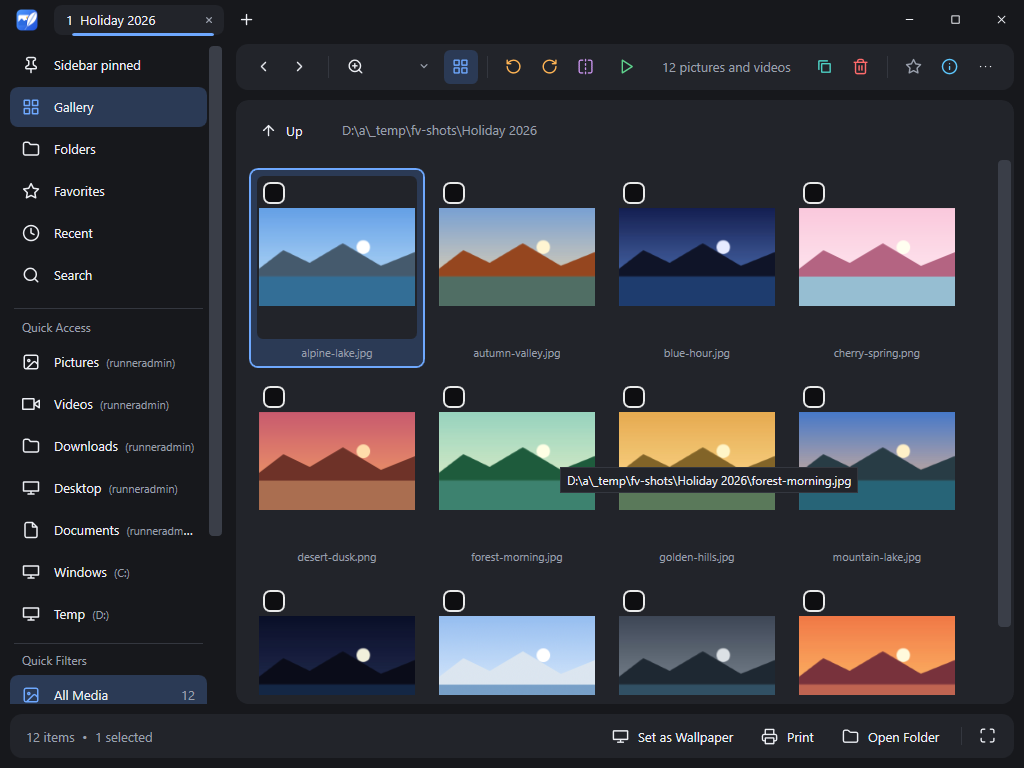 1 Holiday 2026
Sidebar pinned
Gallery
Folders
Favorites
Recent
Search
Quick Access
Pictures (runneradmin)
Videos (runneradmin)
Downloads (runneradmin)
Desktop (runneradmin)
Documents (runneradm...
Windows (C:)
Temp (D:)
Quick Filters
All Media 12
12 pictures and videos
Up D:\a\_temp\fv-shots\Holiday 2026
alpine-lake.jpg
autumn-valley.jpg
blue-hour.jpg
cherry-spring.png
D:\a\_temp\fv-shots\Holiday 2026\forest-morning.jpg
desert-dusk.png
forest-morning.jpg
golden-hills.jpg
mountain-lake.jpg
12 items • 1 selected
Set as Wallpaper
Print
Open Folder